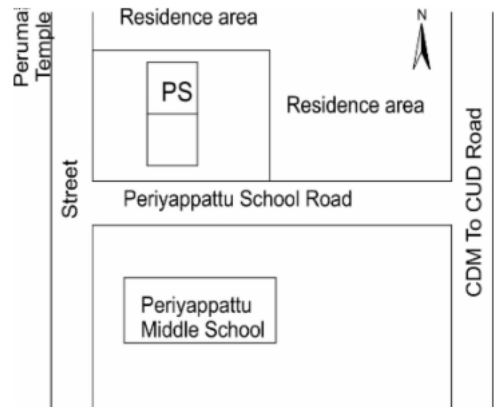 Residence area
N
Perumal
Temple
PS
Residence area
Street
Periyappattu School Road
CDM To CUD Road
Periyappattu
Middle School